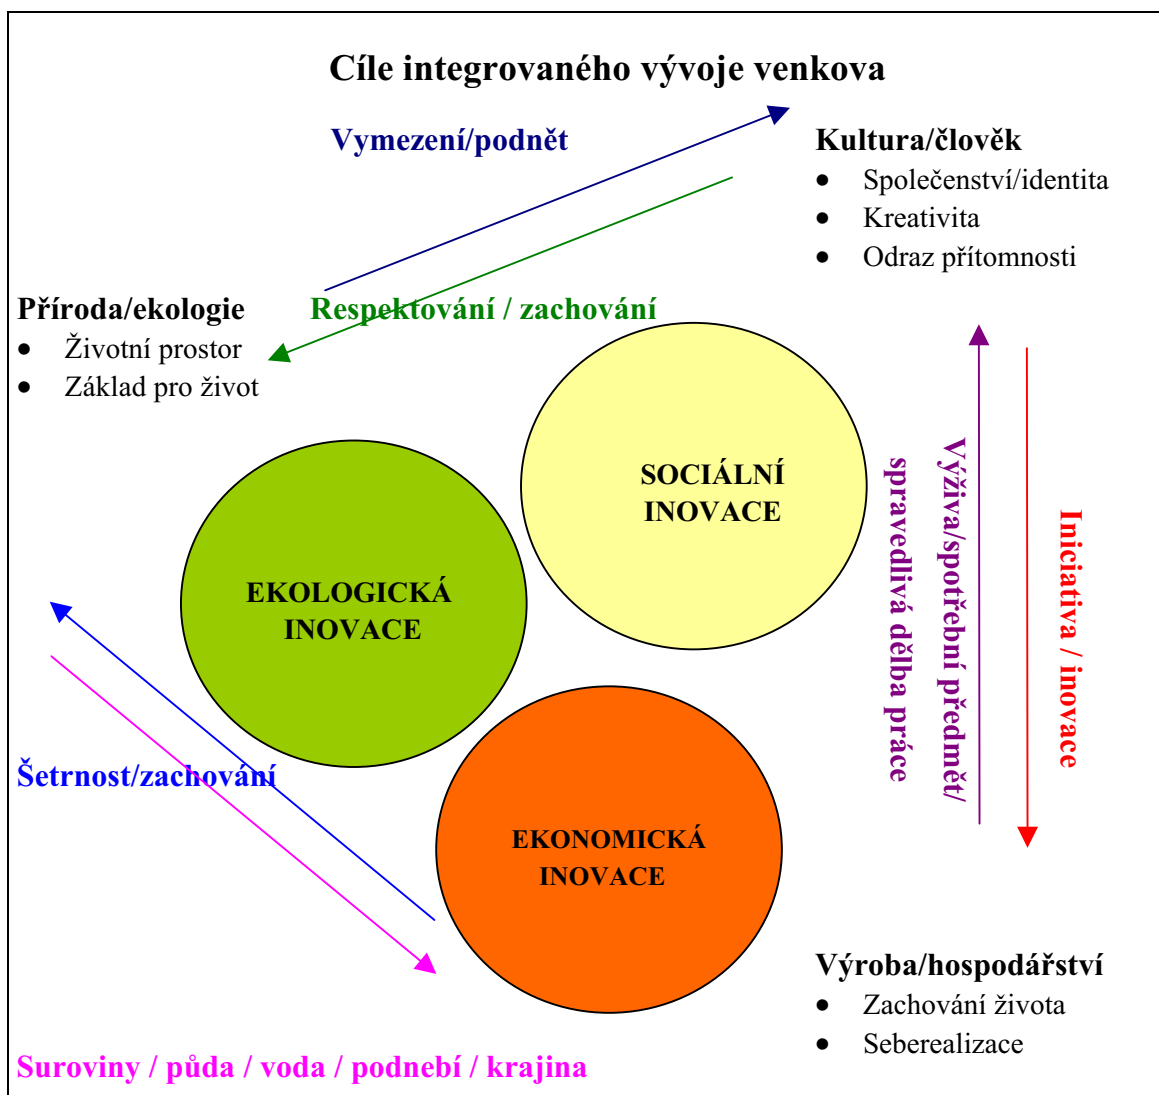 Cíle integrovaného vývoje venkova
Vymezení/podnět
Kultura/člověk
• Společenství/identita
• Kreativita
• Odraz přítomnosti
Příroda/ekologie
• Životní prostor
• Základ pro život
Respektování / zachování
SOCIÁLNÍ
INOVACE
EKOLOGICKÁ
INOVACE
Výživa/spotřební předmět/
spravedlivá dělba práce
Iniciativa / inovace
Šetrnost/zachování
EKONOMICKÁ
INOVACE
Výroba/hospodářství
• Zachování života
• Seberealizace
Suroviny / půda / voda / podnebí / krajina